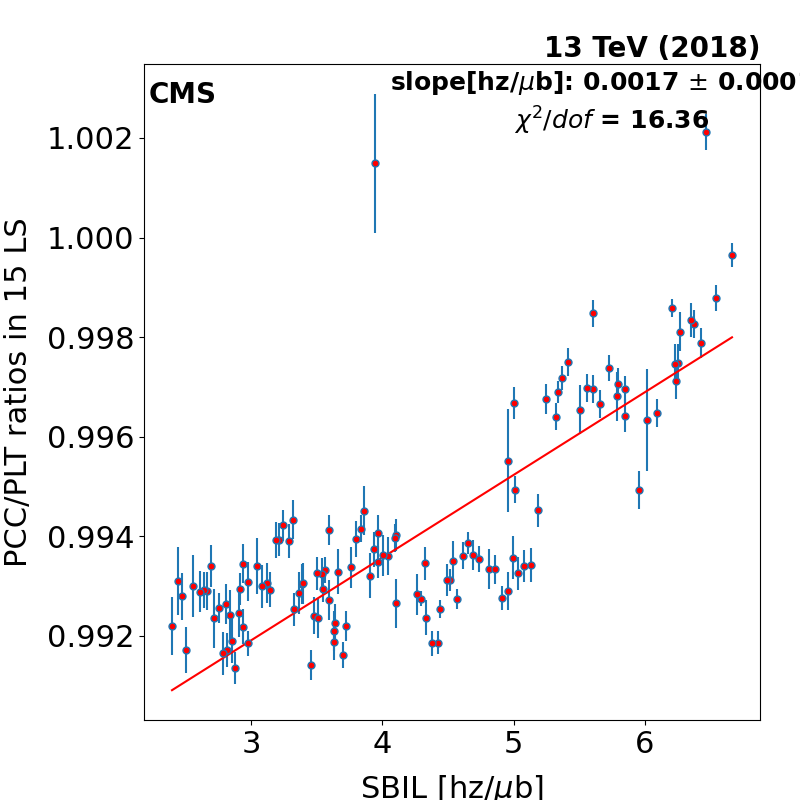 13 TeV (2018)
CMS
slope[hz/μb]: 0.0017 ± 0.000
χ²/dof = 16.36
PCC/PLT ratios in 15 LS
1.002
1.000
0.998
0.996
0.994
0.992
3 4 5 6
SBIL [hz/μb]